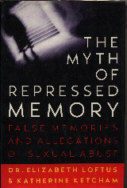 THE
MYTH OF
REPRESSED
MEMORY
FALSE MEMORIES
AND ALLEGATIONS
OF SEXUAL ABUSE
DR. ELIZABETH LOFTUS
& KATHERINE KETCHAM